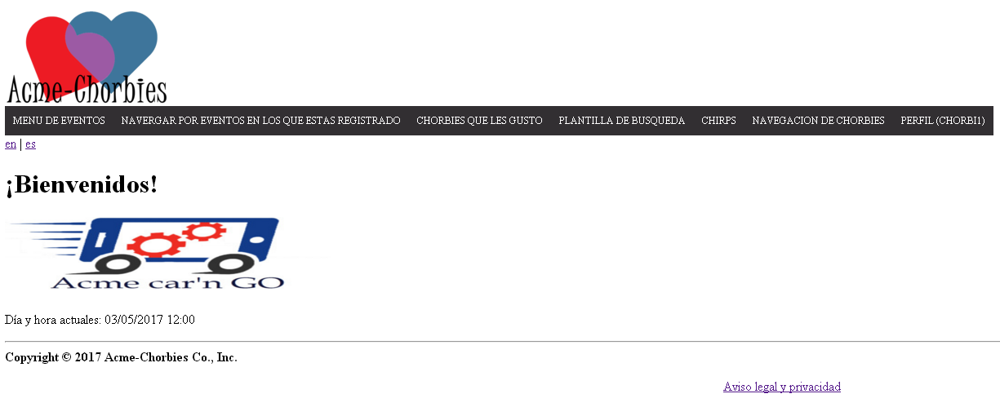 Acme-Chorbies
MENU DE EVENTOS NAVERGAR POR EVENTOS EN LOS QUE ESTAS REGISTRADO CHORBIES QUE LES GUSTO PLANTILLA DE BUSQUEDA CHIRPS NAVEGACION DE CHORBIES PERFIL (CHORBI1)
en | es
¡Bienvenidos!
Acme car'n GO
Día y hora actuales: 03/05/2017 12:00
Copyright © 2017 Acme-Chorbies Co., Inc.
Aviso legal y privacidad